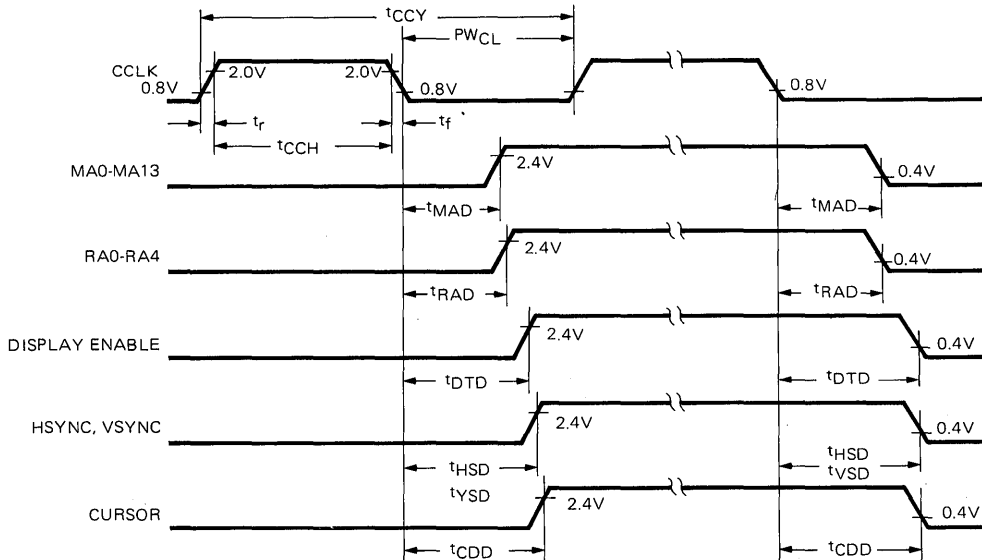 tCCY
PWCL
CCLK
0.8V
2.0V
2.0V
0.8V
0.8V
tr
tf
tCCH
MA0-MA13
2.4V
0.4V
tMAD
tMAD
RA0-RA4
2.4V
0.4V
tRAD
tRAD
DISPLAY ENABLE
2.4V
0.4V
tDTD
tDTD
HSYNC, VSYNC
2.4V
0.4V
tHSD
tHSD
tYSD
tVSD
CURSOR
2.4V
0.4V
tCDD
tCDD